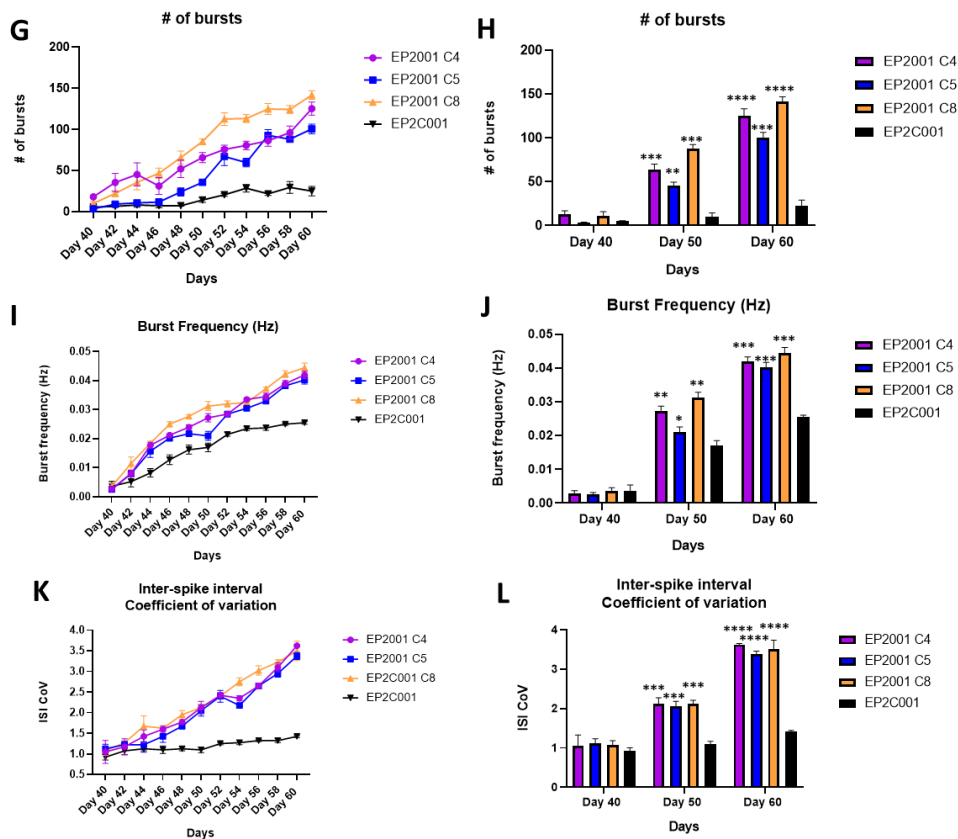 G
# of bursts
# of bursts
200
150
100
50
0
Day 40
Day 42
Day 44
Day 46
Day 48
Day 50
Day 52
Day 54
Day 56
Day 58
Day 60
Days
EP2001 C4
EP2001 C5
EP2001 C8
EP2C001
H
# of bursts
# of bursts
200
150
100
50
0
***
**
***
****
***
****
Day 40
Day 50
Day 60
Days
EP2001 C4
EP2001 C5
EP2001 C8
EP2C001
I
Burst Frequency (Hz)
Burst frequency (Hz)
0.05
0.04
0.03
0.02
0.01
0.00
Day 40
Day 42
Day 44
Day 46
Day 48
Day 50
Day 52
Day 54
Day 56
Day 58
Day 60
Days
EP2001 C4
EP2001 C5
EP2001 C8
EP2C001
J
Burst Frequency (Hz)
Burst frequency (Hz)
0.05
0.04
0.03
0.02
0.01
0.00
**
*
**
***
***
***
Day 40
Day 50
Day 60
Days
EP2001 C4
EP2001 C5
EP2001 C8
EP2C001
K
Inter-spike interval
Coefficient of variation
ISI CoV
4.0
3.5
3.0
2.5
2.0
1.5
1.0
0.5
Day 40
Day 42
Day 44
Day 46
Day 48
Day 50
Day 52
Day 54
Day 56
Day 58
Day 60
Days
EP2001 C4
EP2001 C5
EP2C001 C8
EP2C001
L
Inter-spike interval
Coefficient of variation
ISI CoV
4
3
2
1
0
***
***
***
****
****
****
Day 40
Day 50
Day 60
Days
EP2001 C4
EP2001 C5
EP2001 C8
EP2C001